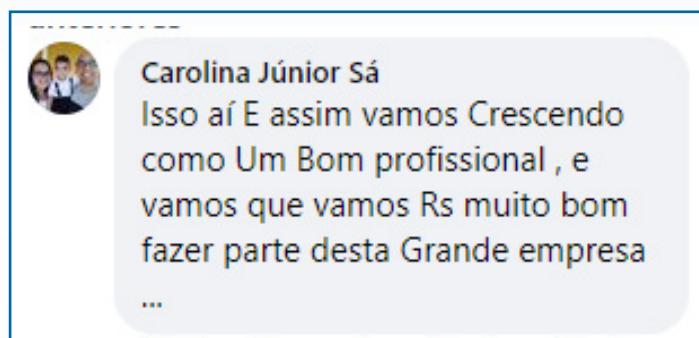 Carolina Júnior Sá
Isso aí E assim vamos Crescendo
como Um Bom profissional , e
vamos que vamos Rs muito bom
fazer parte desta Grande empresa
...